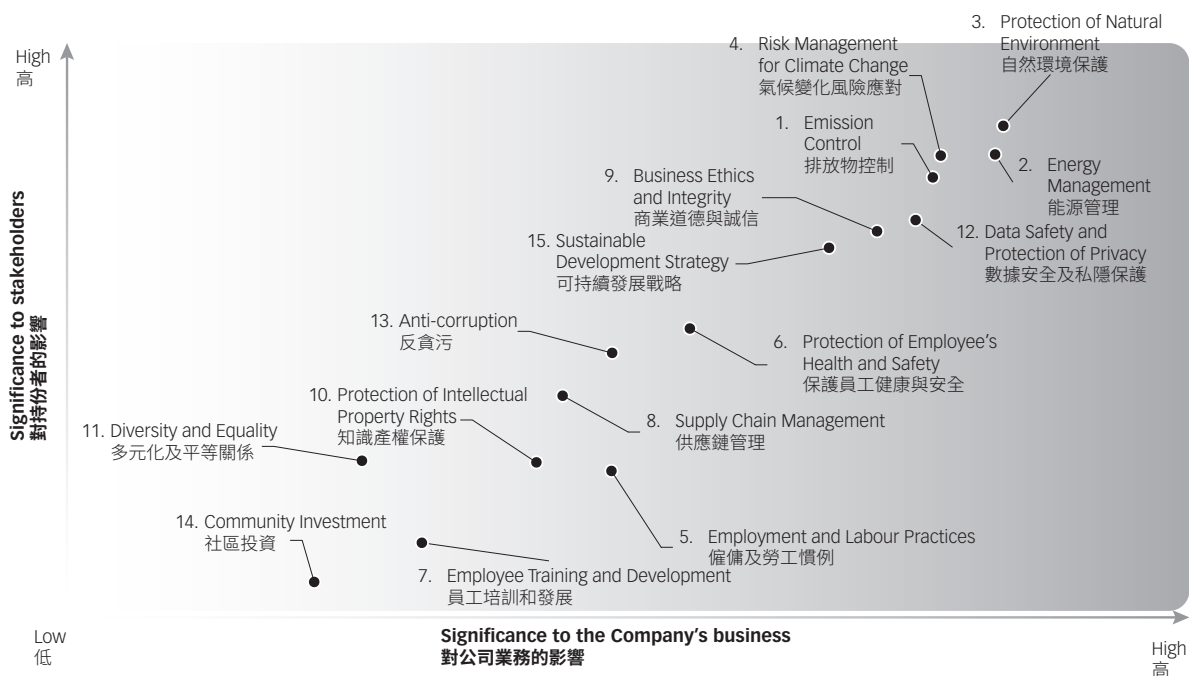 3. Protection of Natural
Environment
自然環境保護
High
高
4. Risk Management
for Climate Change
氣候變化風險應對
1. Emission
Control
排放物控制
2. Energy
Management
能源管理
9. Business Ethics
and Integrity
商業道德與誠信
12. Data Safety and
Protection of Privacy
數據安全及私隱保護
15. Sustainable
Development Strategy
可持續發展戰略
13. Anti-corruption
反貪污
6. Protection of Employee's
Health and Safety
保護員工健康與安全
10. Protection of Intellectual
Property Rights
知識產權保護
8. Supply Chain Management
供應鏈管理
11. Diversity and Equality
多元化及平等關係
14. Community Investment
社區投資
5. Employment and Labour Practices
僱傭及勞工慣例
7. Employee Training and Development
員工培訓和發展
Significance to stakeholders
對持份者的影響
Low
低
Significance to the Company's business
對公司業務的影響
High
高